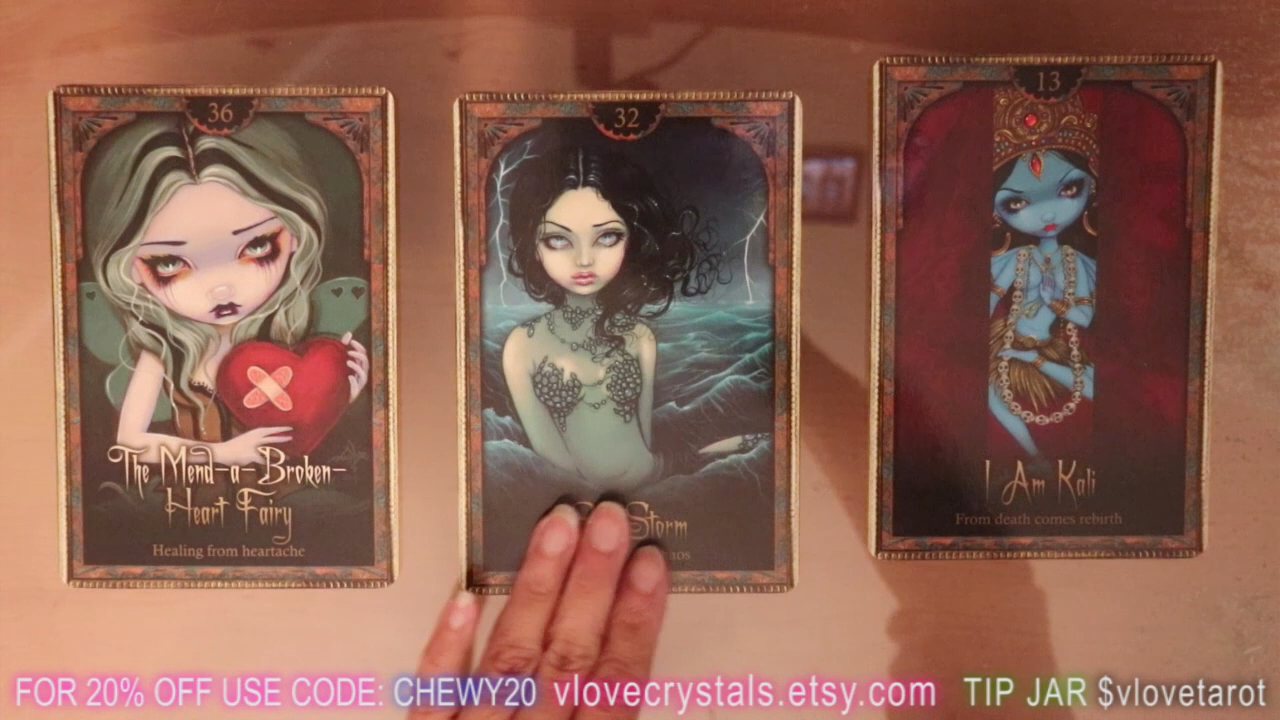 36
The Mend-a-Broken-
Heart Fairy
Healing from heartache
32
Storm
13
I Am Kali
From death comes rebirth
FOR 20% OFF USE CODE: CHEWY20 vlovecrystals.etsy.com TIP JAR $vlovetarot